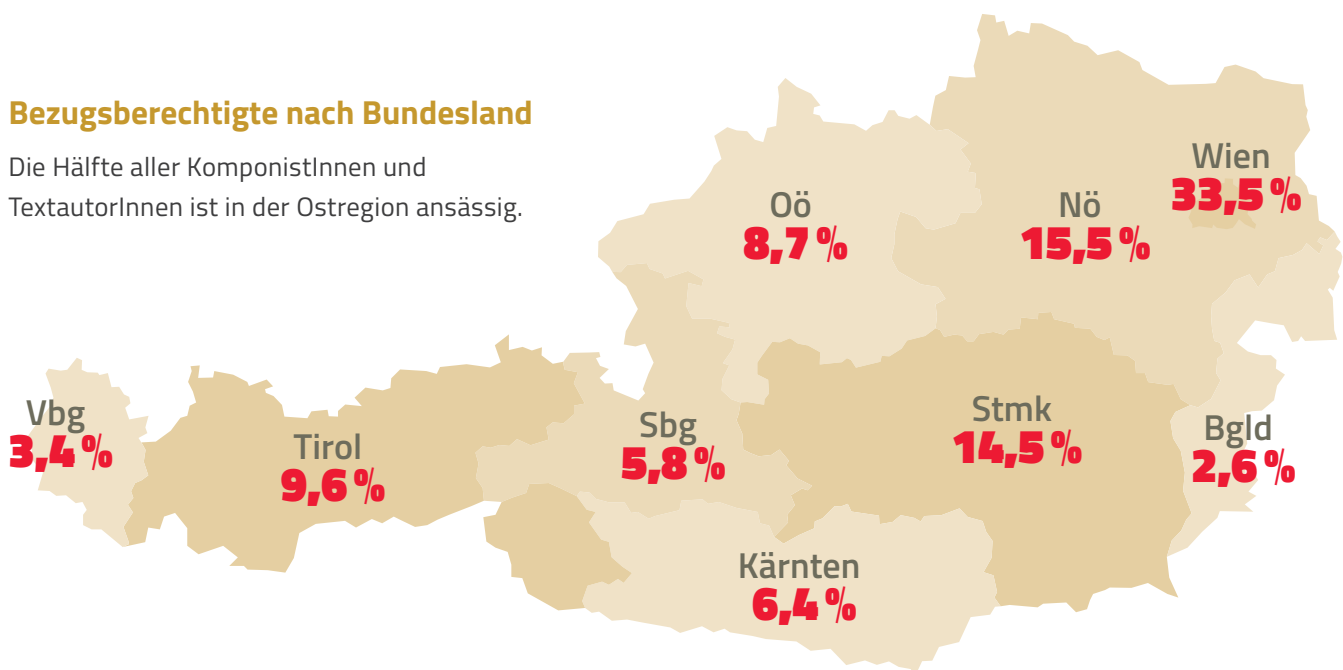 Bezugsberechtigte nach Bundesland
Die Hälfte aller KomponistInnen und
TextautorInnen ist in der Ostregion ansässig.
Wien
33,5 %
Oö
8,7 %
Nö
15,5 %
Vbg
3,4 %
Tirol
9,6 %
Sbg
5,8 %
Stmk
14,5 %
Bgld
2,6 %
Kärnten
6,4 %